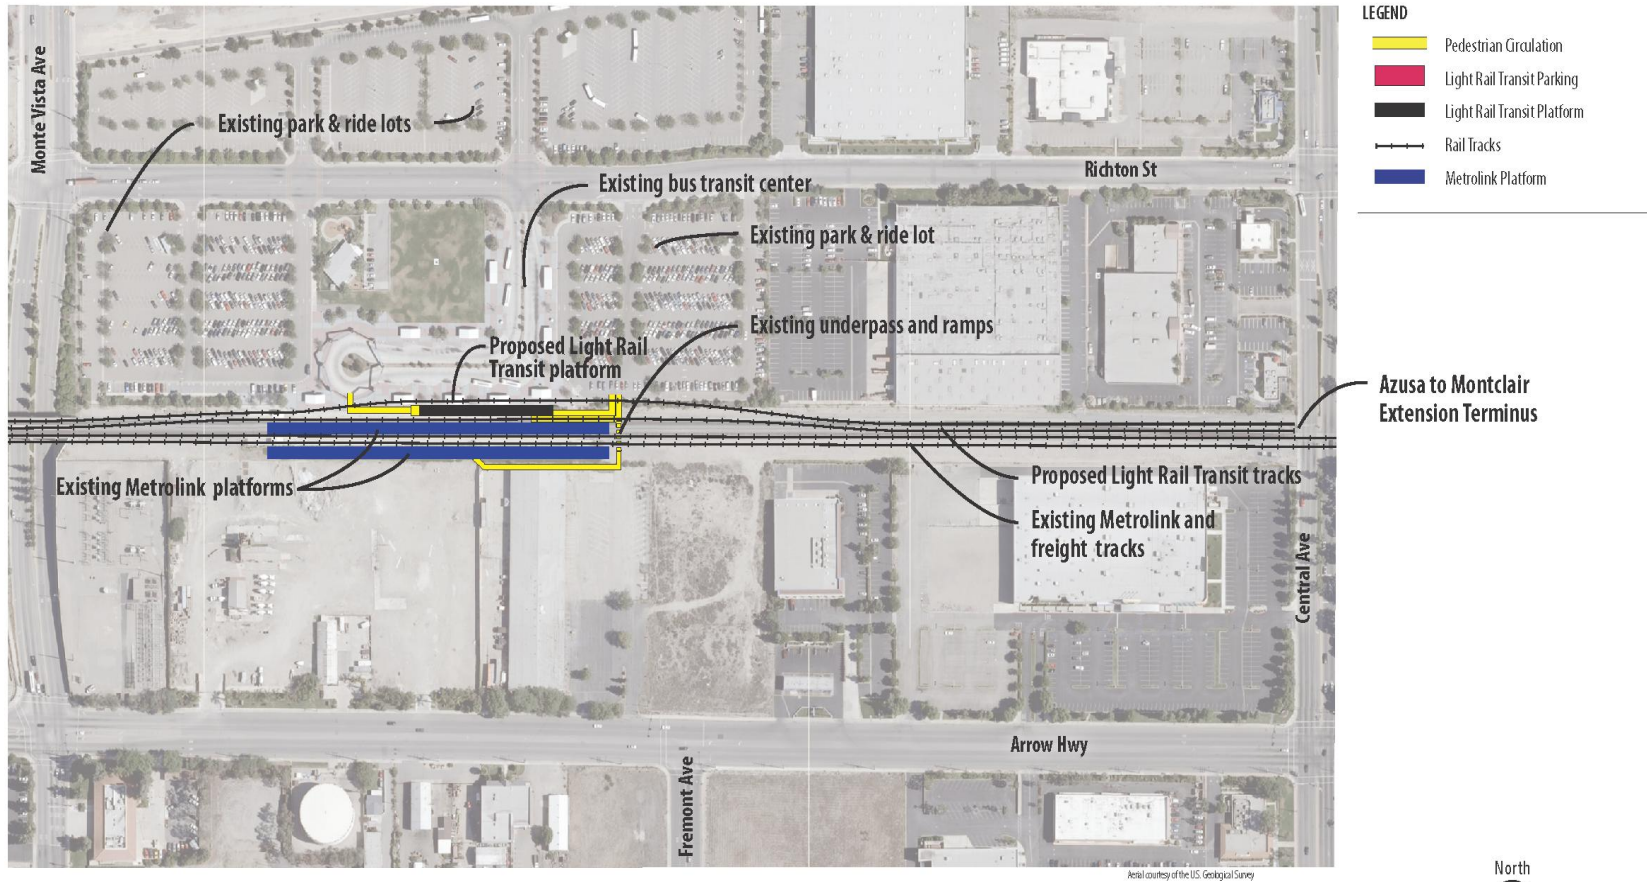 LEGEND
Pedestrian Circulation
Light Rail Transit Parking
Light Rail Transit Platform
Rail Tracks
Metrolink Platform
Monte Vista Ave
Existing park & ride lots
Richton St
Existing bus transit center
Existing park & ride lot
Existing underpass and ramps
Proposed Light Rail
Transit platform
Azusa to Montclair
Extension Terminus
Existing Metrolink platforms
Proposed Light Rail Transit tracks
Existing Metrolink and
freight tracks
Central Ave
Arrow Hwy
Fremont Ave
North
Aerial courtesy of the U.S. Geological Survey